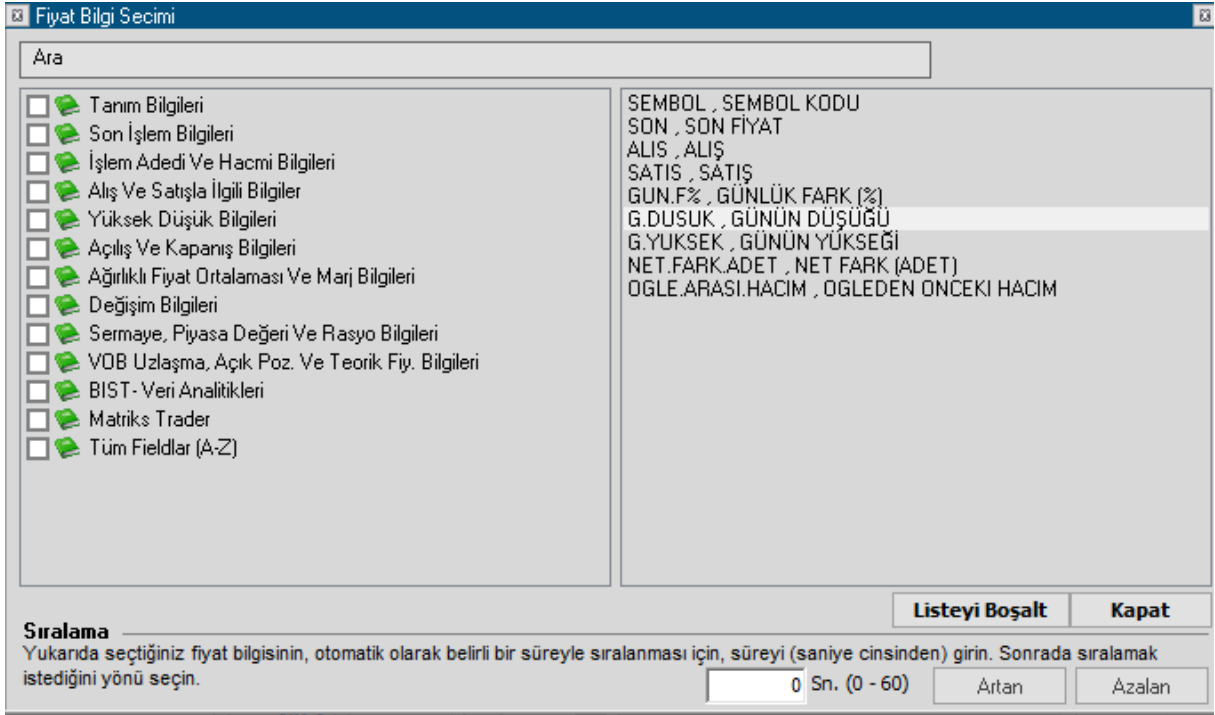 Fiyat Bilgi Secimi
Ara
Tanım Bilgileri
Son İşlem Bilgileri
İşlem Adedi Ve Hacmi Bilgileri
Alış Ve Satışla İlgili Bilgiler
Yüksek Düşük Bilgileri
Açılış Ve Kapanış Bilgileri
Ağırlıklı Fiyat Ortalaması Ve Marj Bilgileri
Değişim Bilgileri
Sermaye, Piyasa Değeri Ve Rasyo Bilgileri
VOB Uzlaşma, Açık Poz. Ve Teorik Fiy. Bilgileri
BIST- Veri Analitikleri
Matriks Trader
Tüm Fieldlar (A-Z)
SEMBOL , SEMBOL KODU
SON , SON FİYAT
ALIS , ALIŞ
SATIS , SATIŞ
GUN.F% , GÜNLÜK FARK (%)
G.DUSUK , GÜNÜN DÜŞÜĞÜ
G.YUKSEK , GÜNÜN YÜKSEĞİ
NET.FARK.ADET , NET FARK (ADET)
OGLE.ARASI.HACIM , OGLEDEN ONCEKI HACIM
Listeyi Boşalt
Kapat
Sıralama
Yukarıda seçtiğiniz fiyat bilgisinin, otomatik olarak belirli bir süreyle sıralanması için, süreyi (saniye cinsinden) girin. Sonrada sıralamak
istediğini yönü seçin.
0 Sn. (0 - 60)
Artan
Azalan